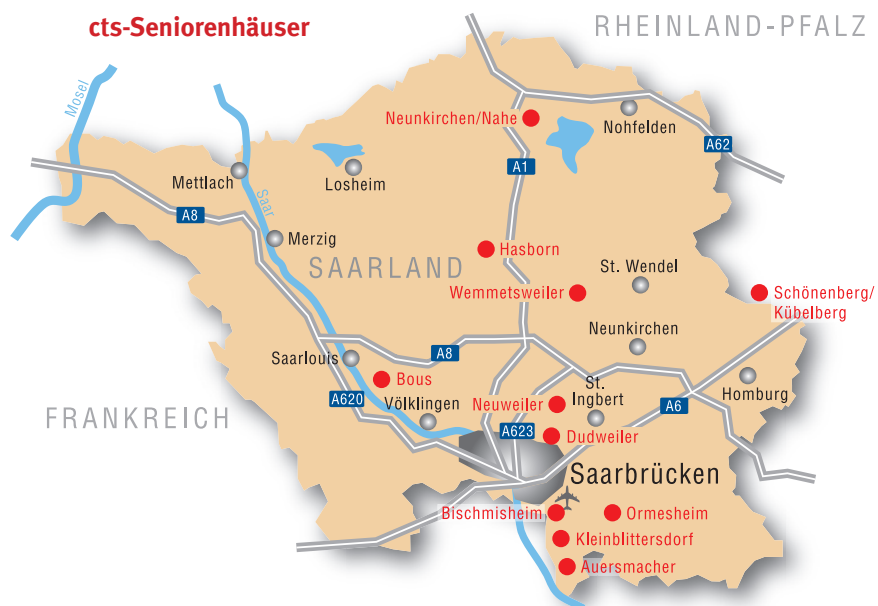 cts-Seniorenhäuser
RHEINLAND-PFALZ
Mosel
Neunkirchen/Nahe
Nohfelden
A62
A1
Mettlach
Losheim
Saar
A8
Merzig
Hasborn
SAARLAND
St. Wendel
Wemmetsweiler
Schönenberg/
Kübelberg
Neunkirchen
A8
Saarlouis
Bous
St.
Ingbert
Homburg
A620
Völklingen
Neuweiler
A6
FRANKREICH
A623
Dudweiler
Saarbrücken
Bischmisheim
Ormesheim
Kleinblittersdorf
Auersmacher